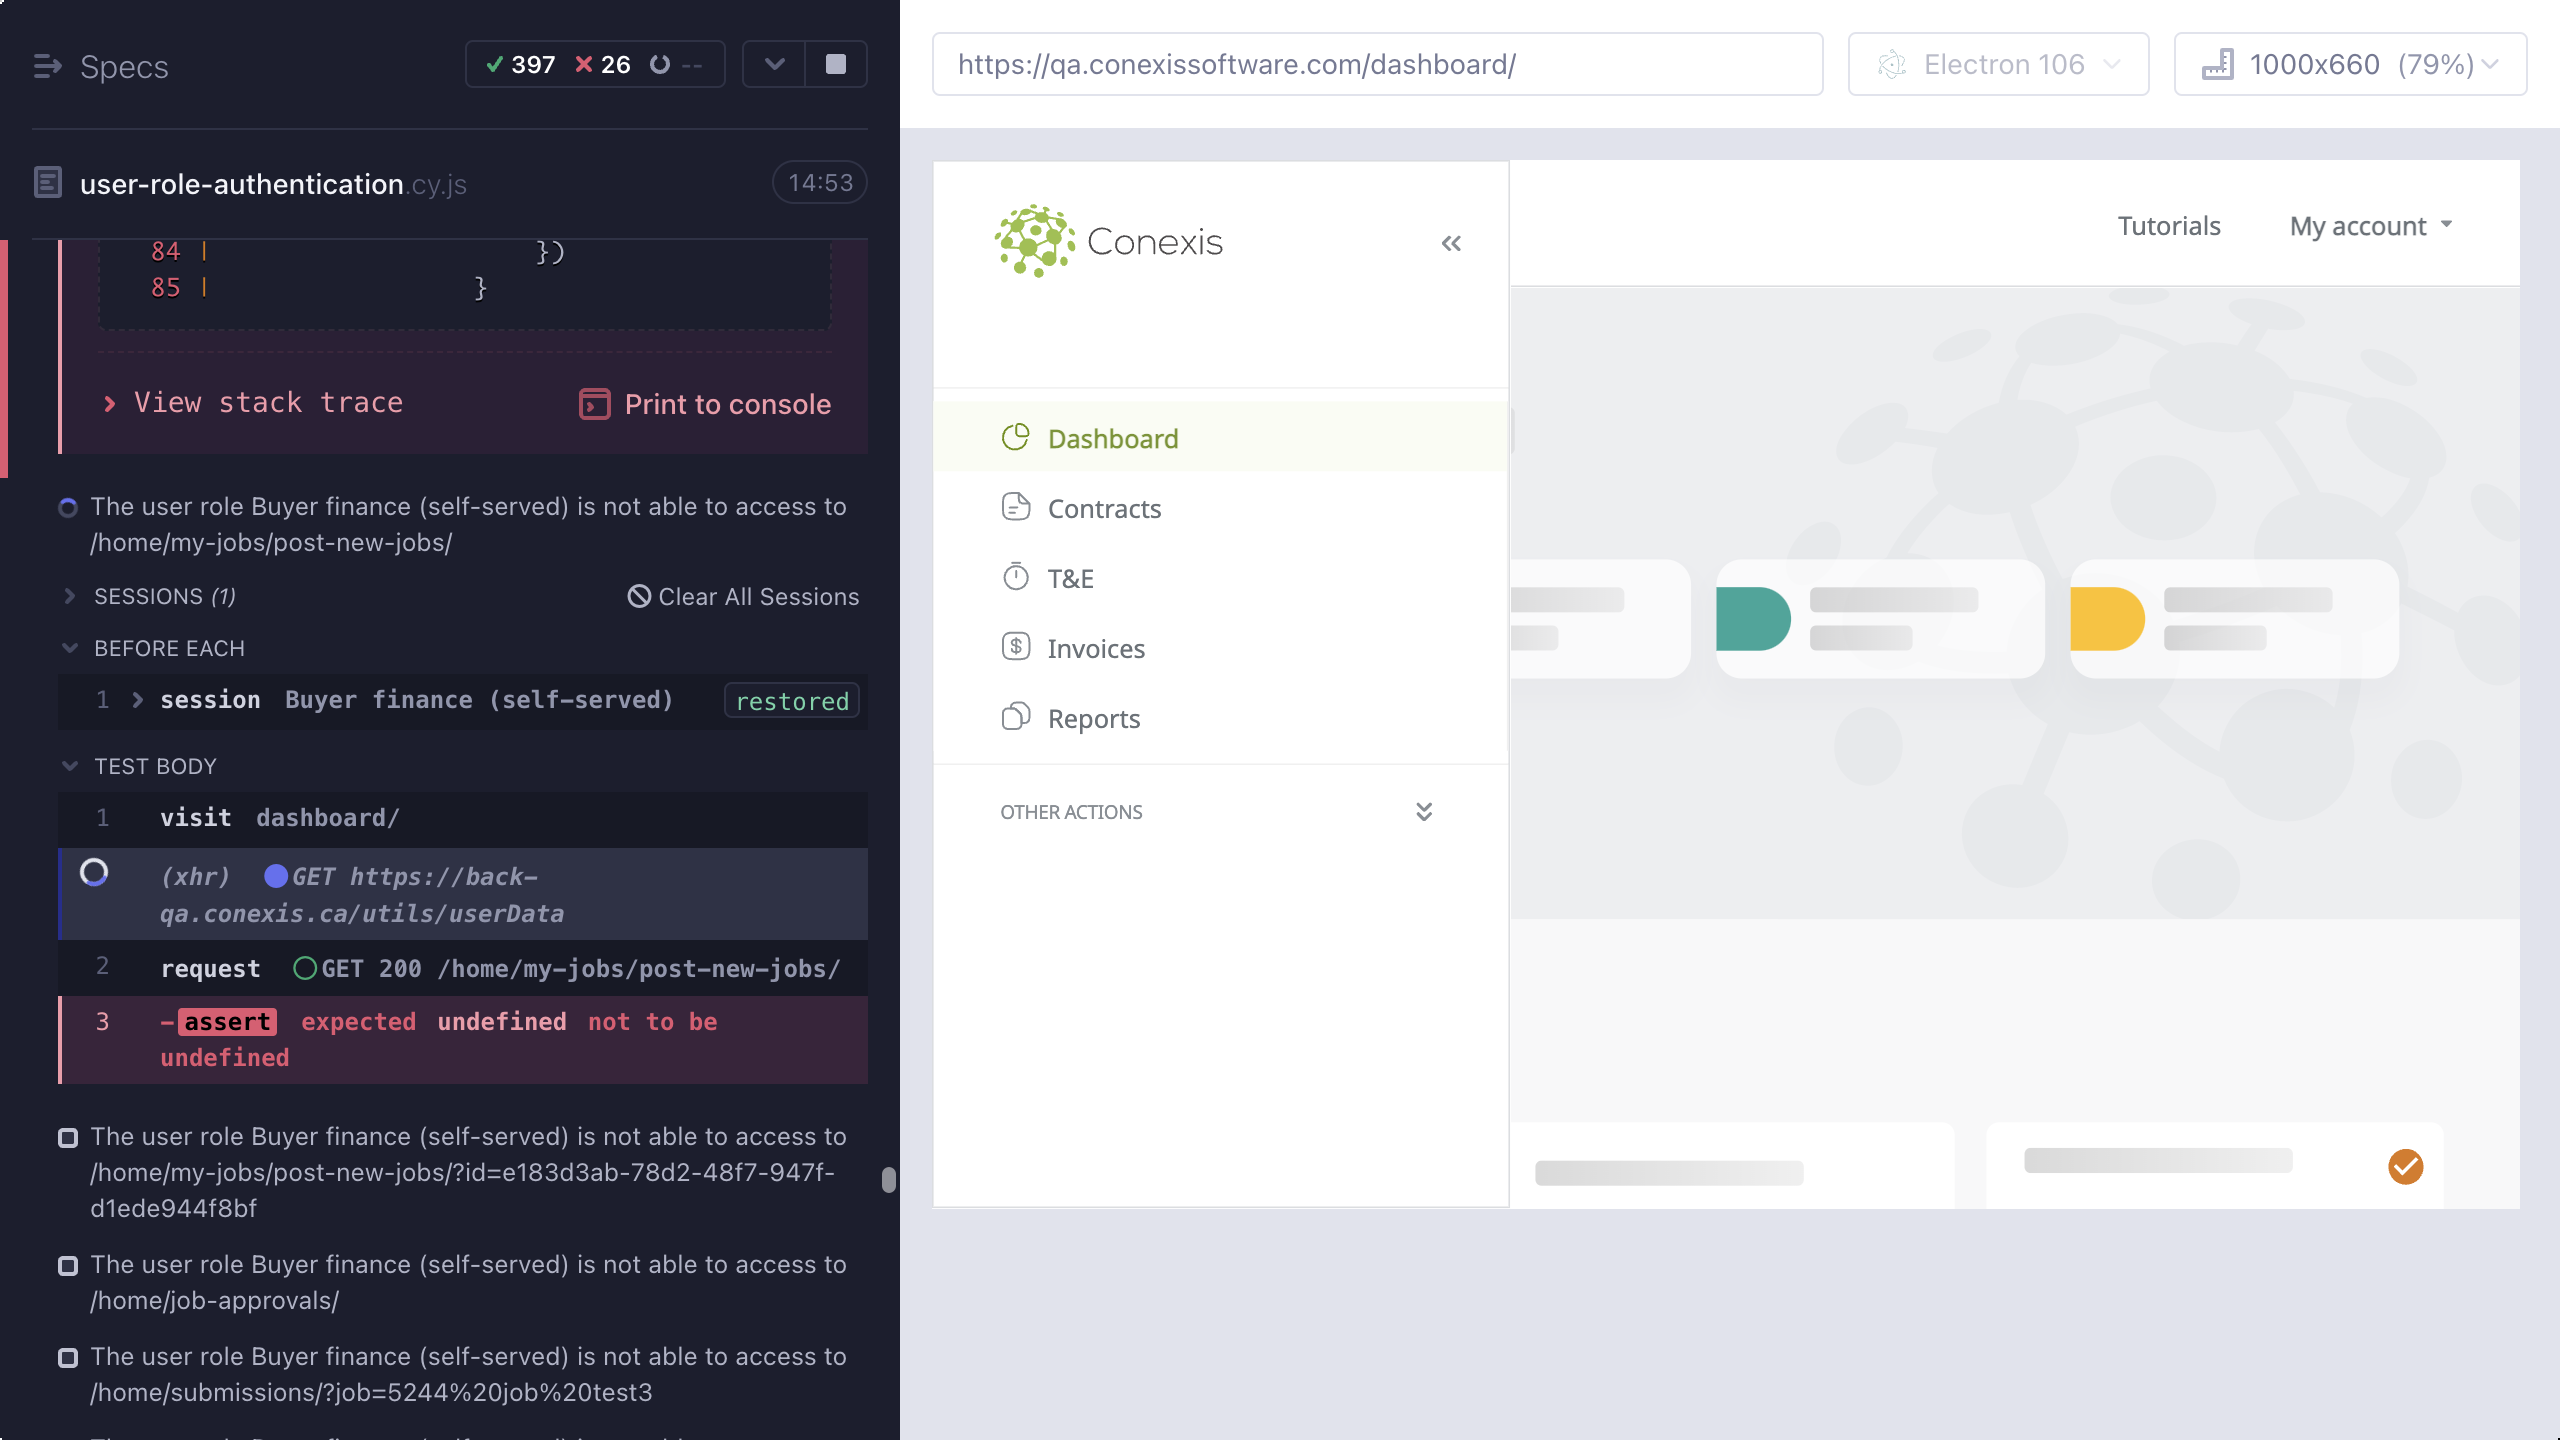 Specs
397 26 --
user-role-authentication.cy.js 14:53
84 | })
85 | }
View stack trace Print to console
The user role Buyer finance (self-served) is not able to access to
/home/my-jobs/post-new-jobs/
SESSIONS (1) Clear All Sessions
BEFORE EACH
1 session Buyer finance (self-served) restored
TEST BODY
1 visit dashboard/
(xhr) GET https://back-
qa.conexis.ca/utils/userData
2 request GET 200 /home/my-jobs/post-new-jobs/
3 -assert expected undefined not to be
undefined
The user role Buyer finance (self-served) is not able to access to
/home/my-jobs/post-new-jobs/?id=e183d3ab-78d2-48f7-947f-
d1ede944f8bf
The user role Buyer finance (self-served) is not able to access to
/home/job-approvals/
The user role Buyer finance (self-served) is not able to access to
/home/submissions/?job=5244%20job%20test3
https://qa.conexissoftware.com/dashboard/
Electron 106
1000x660 (79%)
Conexis
Tutorials
My account
Dashboard
Contracts
T&E
Invoices
Reports
OTHER ACTIONS